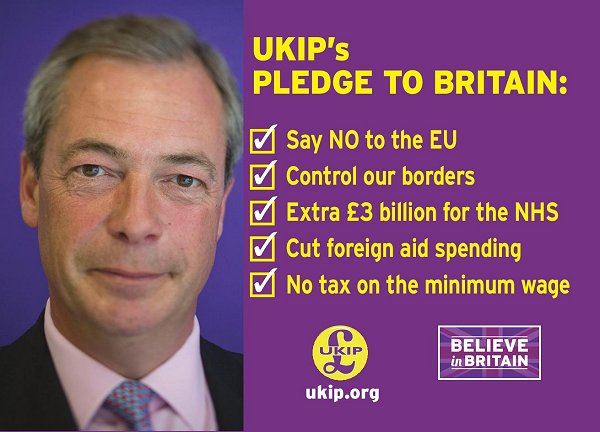 UKIP's
PLEDGE TO BRITAIN:
Say NO to the EU
Control our borders
Extra £3 billion for the NHS
Cut foreign aid spending
No tax on the minimum wage
UKIP
ukip.org
BELIEVE
in BRITAIN